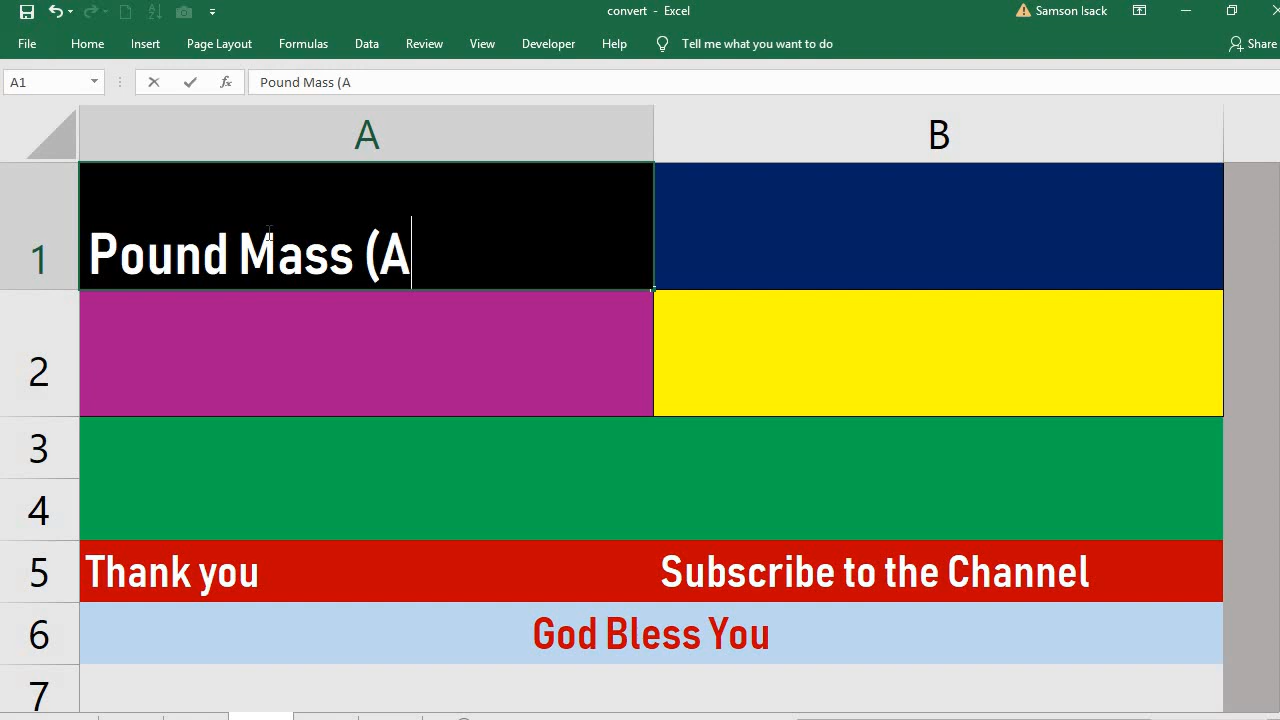 convert - Excel
Samson Isack
File Home Insert Page Layout Formulas Data Review View Developer Help Tell me what you want to do Share
A1 fx Pound Mass (A
A B
1 Pound Mass (A
2
3
4
5 Thank you Subscribe to the Channel
6 God Bless You
7